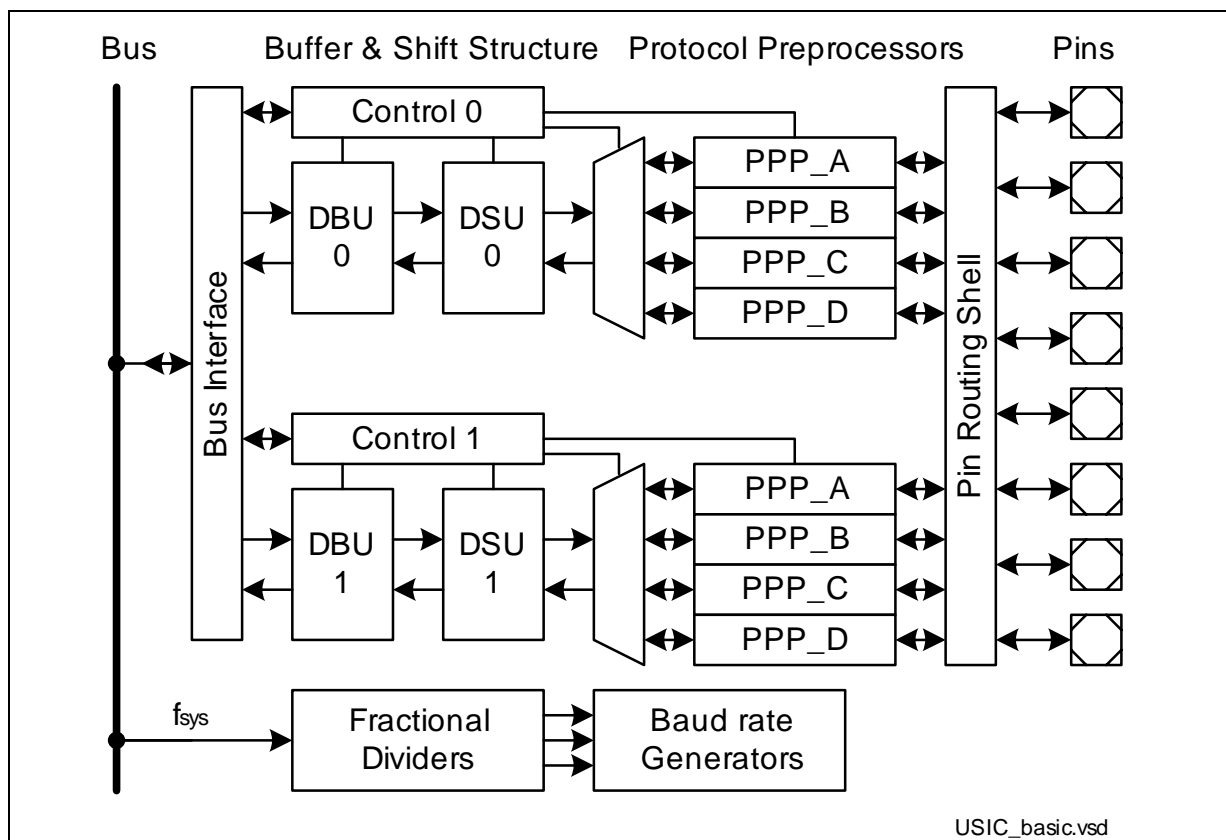 Bus Buffer & Shift Structure Protocol Preprocessors Pins
Control 0
PPP_A
DBU
0
DSU
0
PPP_B
PPP_C
PPP_D
Bus Interface
Pin Routing Shell
Control 1
PPP_A
DBU
1
DSU
1
PPP_B
PPP_C
PPP_D
fsys
Fractional
Dividers
Baud rate
Generators
USIC_basic.vsd